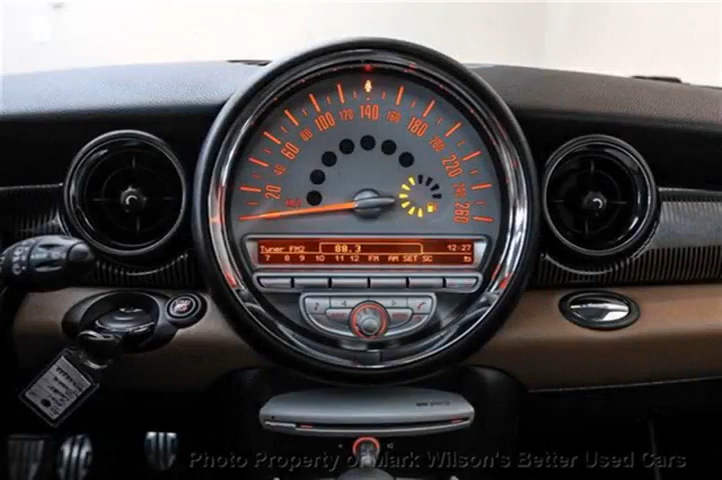 20 60 80 100 120 140 160 180 200 220 240 260
Tuner FM2 88.3 12:27
7 8 9 10 11 12 FM AM SET SC
Photo Property of Mark Wilson's Better Used Cars